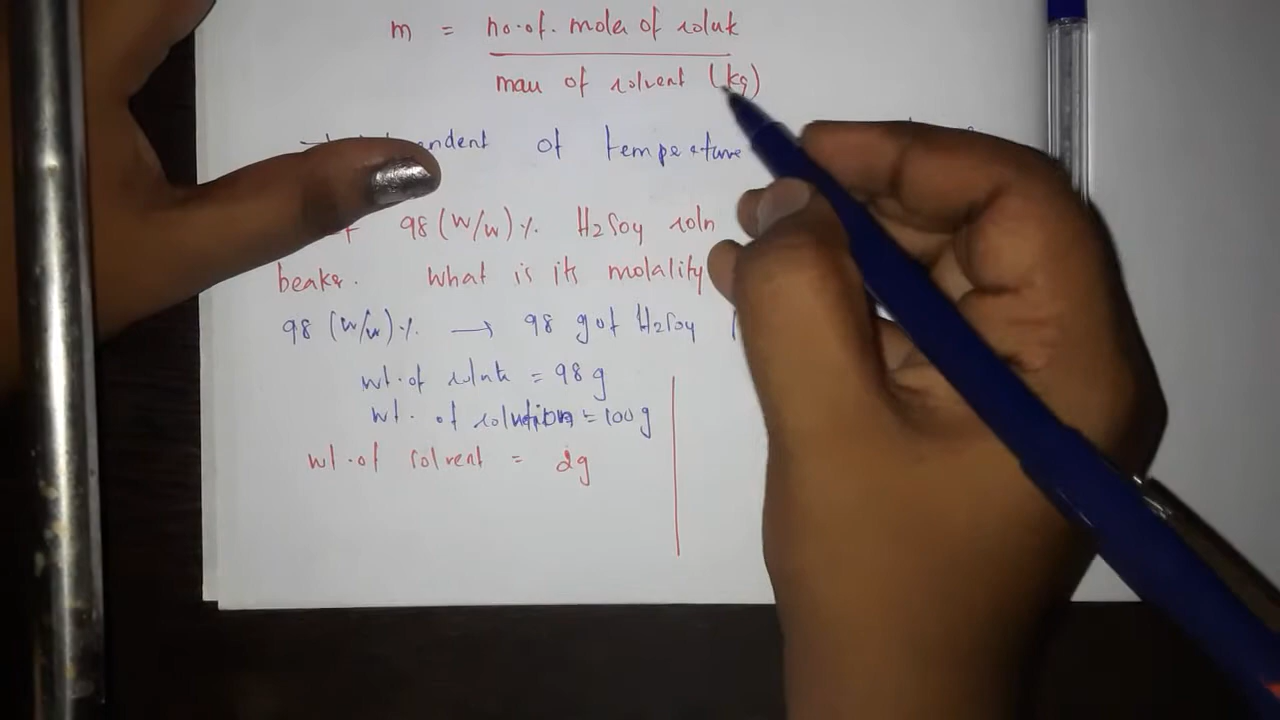 m = no.of. moles of solute
mass of solvent (kg)
of temperature
98 (w/w) % H2SO4 soln
beaker. What is its molality
98 (w/w) % → 98 g of H2SO4
wt. of solute = 98 g
wt. of solution = 100 g
wt. of solvent = 2g